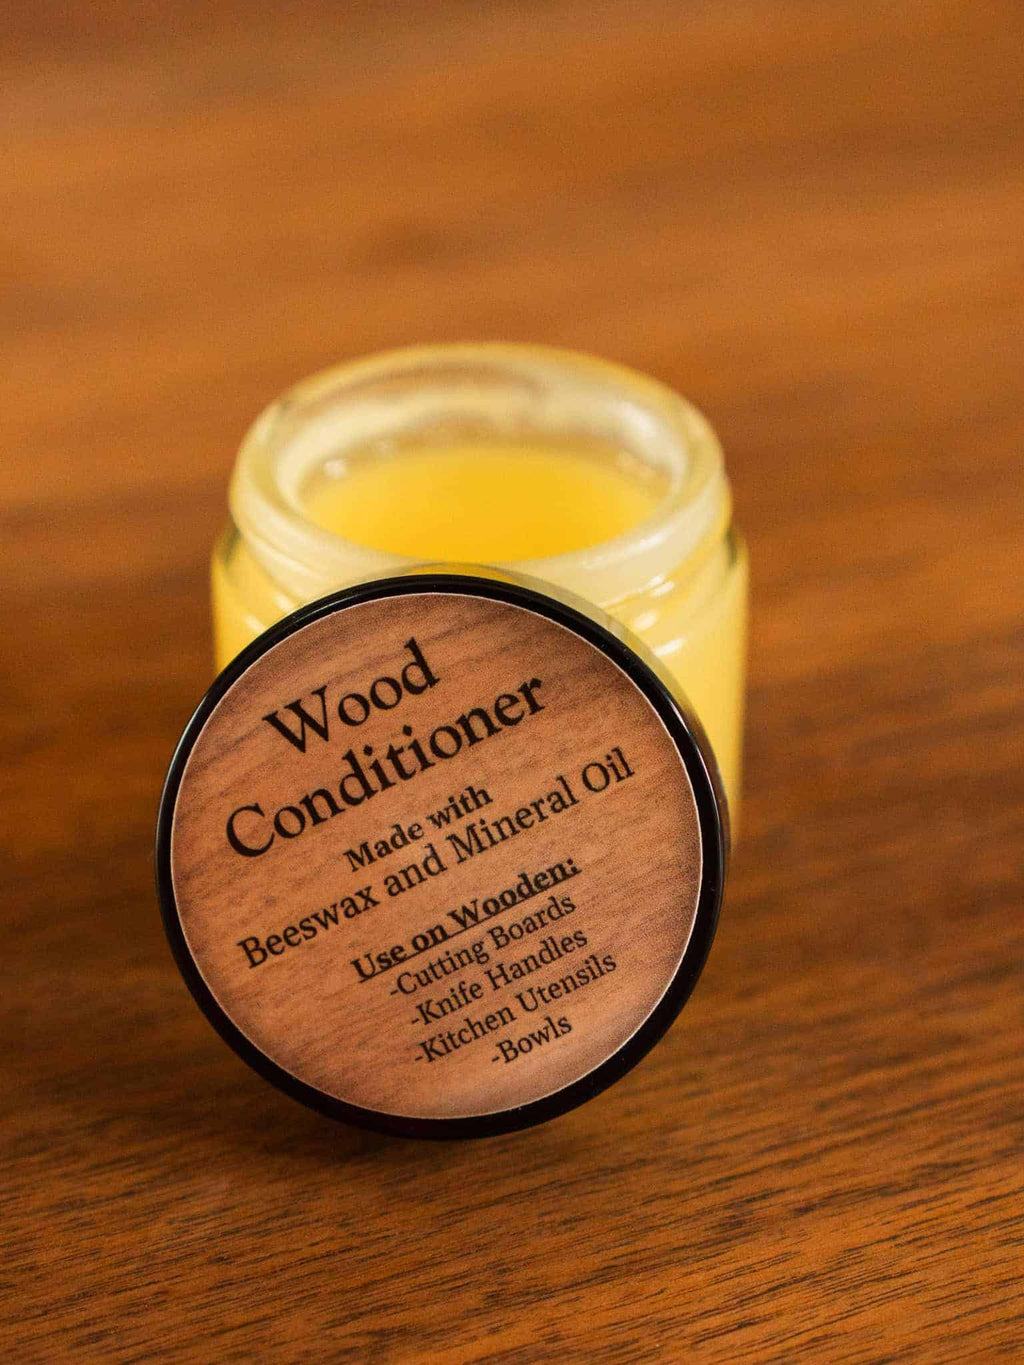 Wood
Conditioner
Made with
Beeswax and Mineral Oil
Use on Wooden:
-Cutting Boards
-Knife Handles
-Kitchen Utensils
-Bowls